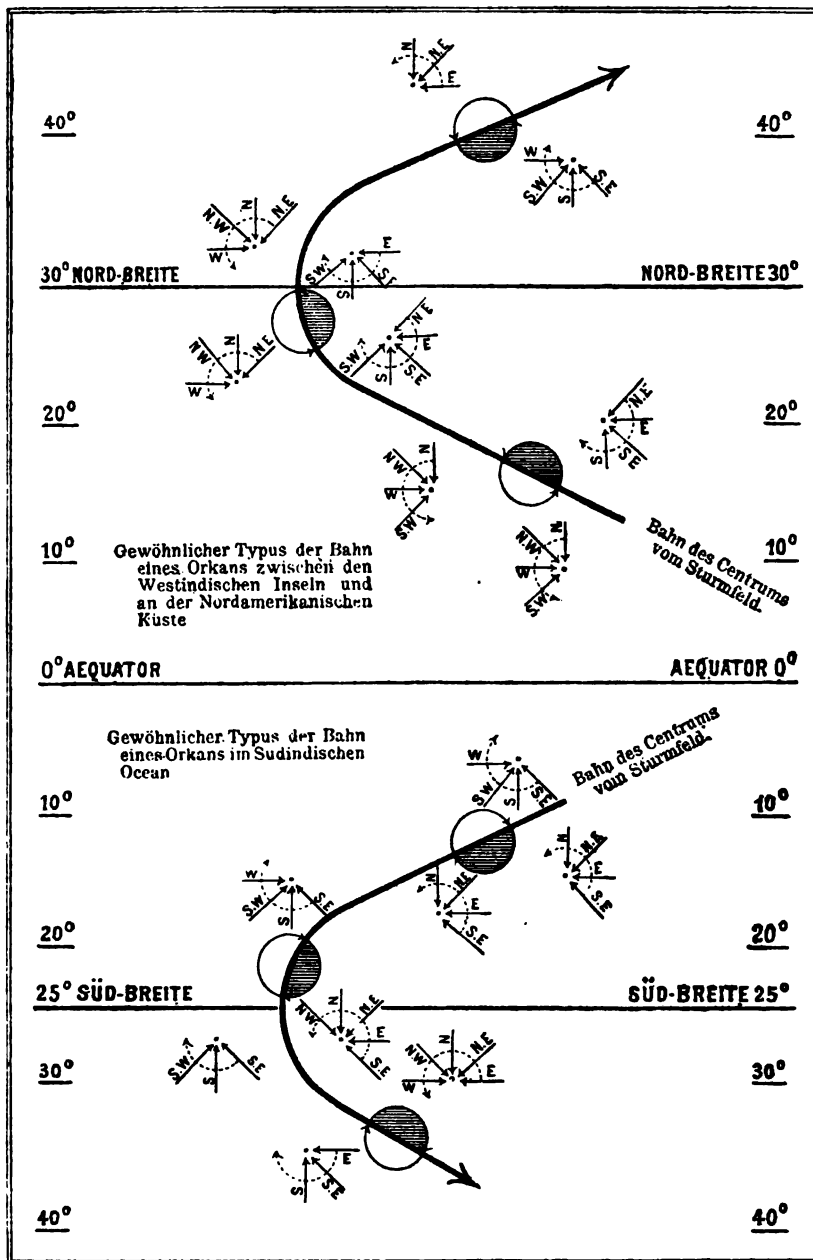 N
N.E
E
40°
40°
W
S.W
S
S.E
N.W
N
N.E
W
E
S.W
S
S.E
30° NORD-BREITE
NORD-BREITE 30°
N.E
E
S.W
S
S.E
N W
N
N.E
W
20°
20°
N.E
E
S
S.E
N
N W
W
S.W
N
N.W
W
S.W
Bahn des Centrums
vom Sturmfeld.
10°
10°
Gewöhnlicher Typus der Bahn
eines Orkans zwischen den
Westindischen Inseln und
an der Nordamerikanischen
Küste
0° AEQUATOR
AEQUATOR 0°
Gewöhnlicher Typus der Bahn
eines Orkans im Südindischen
Ocean
Bahn des Centrums
vom Sturmfeld.
W
S W
S
S.E
10°
10°
N
N.E
E
S.E
N
N.E
E
S.E
W
S.W
S
S.E
20°
20°
25° SÜD-BREITE
SÜD-BREITE 25°
N W
N
N.E
E
S.E
N W
N
N.E
W
E
S.W
S
S.E
30°
30°
E
S
S.E
40°
40°